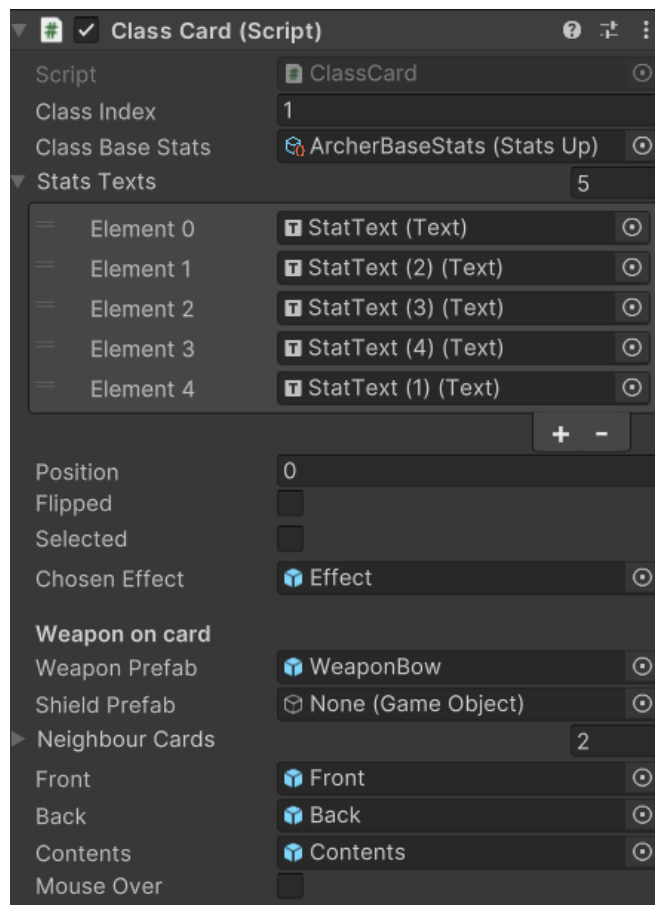 Class Card (Script)
Script ClassCard
Class Index 1
Class Base Stats ArcherBaseStats (Stats Up)
Stats Texts 5
Element 0 StatText (Text)
Element 1 StatText (2) (Text)
Element 2 StatText (3) (Text)
Element 3 StatText (4) (Text)
Element 4 StatText (1) (Text)
+ -
Position 0
Flipped
Selected
Chosen Effect Effect
Weapon on card
Weapon Prefab WeaponBow
Shield Prefab None (Game Object)
Neighbour Cards 2
Front Front
Back Back
Contents Contents
Mouse Over